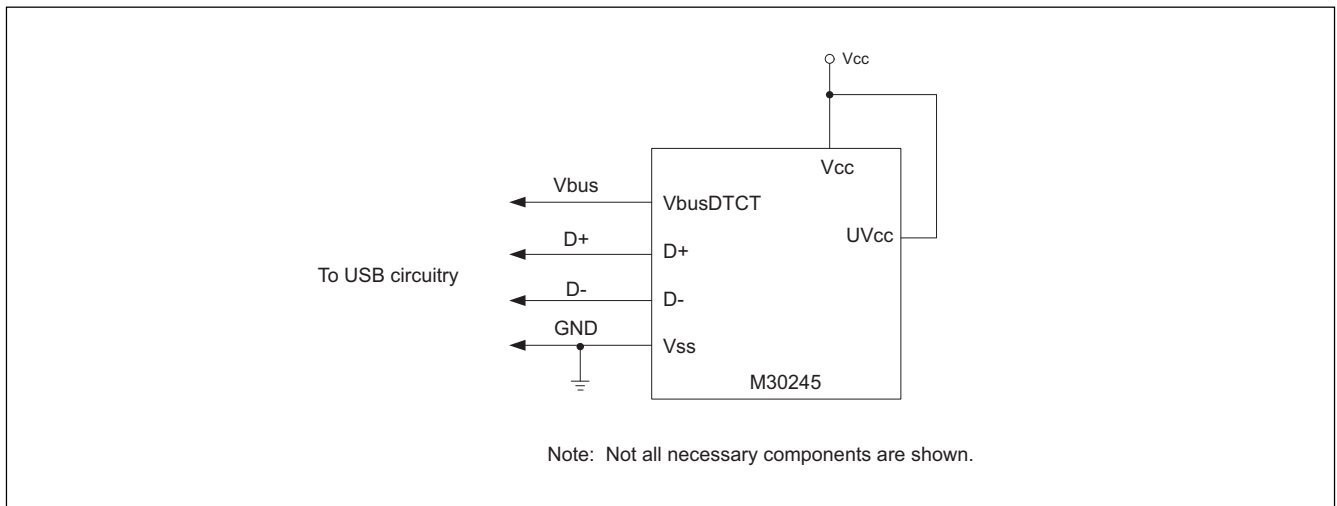 Vcc
Vcc
Vbus
VbusDTCT
UVcc
D+
D+
To USB circuitry
D-
D-
GND
Vss
M30245
Note: Not all necessary components are shown.